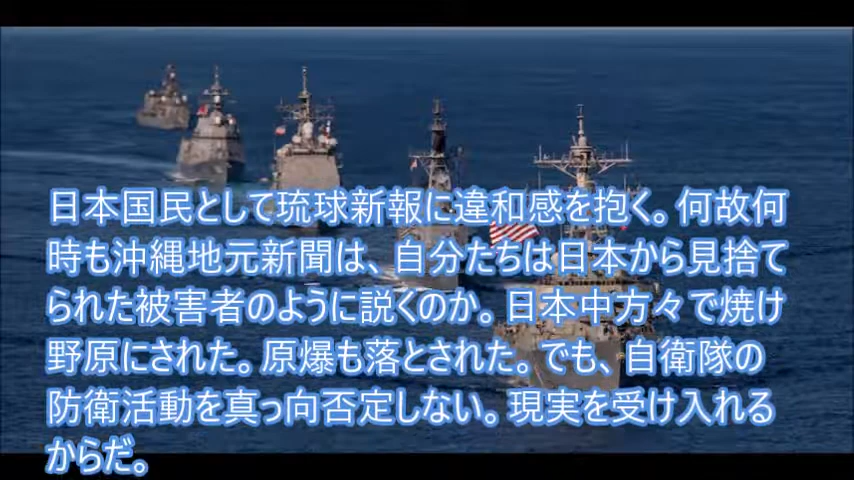 日本国民として琉球新報に違和感を抱く。何故何
時も沖縄地元新聞は、自分たちは日本から見捨て
られた被害者のように説くのか。日本中方々で焼け
野原にされた。原爆も落とされた。でも、自衛隊の
防衛活動を真っ向否定しない。現実を受け入れる
からだ。